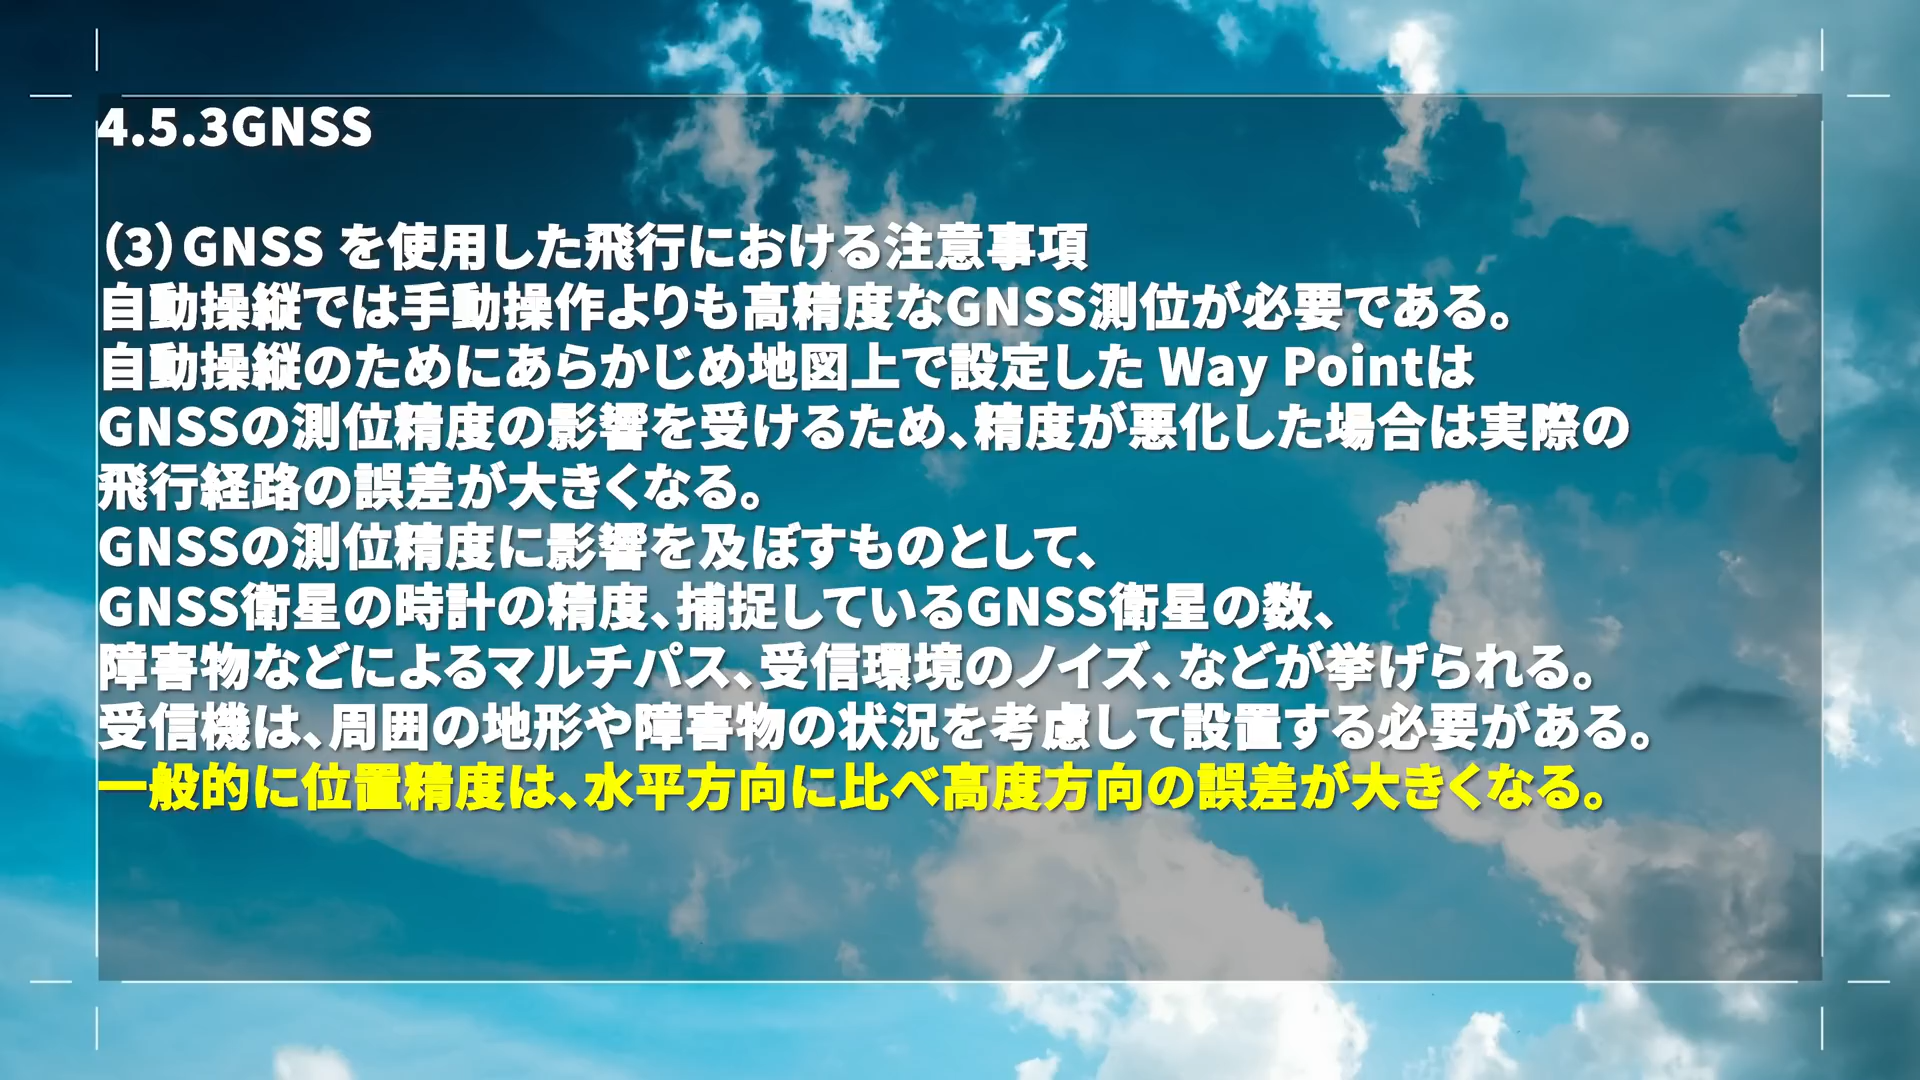 4.5.3GNSS
（3）GNSS を使用した飛行における注意事項
自動操縦では手動操作よりも高精度なGNSS測位が必要である。
自動操縦のためにあらかじめ地図上で設定した Way Pointは
GNSSの測位精度の影響を受けるため、精度が悪化した場合は実際の
飛行経路の誤差が大きくなる。
GNSSの測位精度に影響を及ぼすものとして、
GNSS衛星の時計の精度、捕捉しているGNSS衛星の数、
障害物などによるマルチパス、受信環境のノイズ、などが挙げられる。
受信機は、周囲の地形や障害物の状況を考慮して設置する必要がある。
一般的に位置精度は、水平方向に比べ高度方向の誤差が大きくなる。